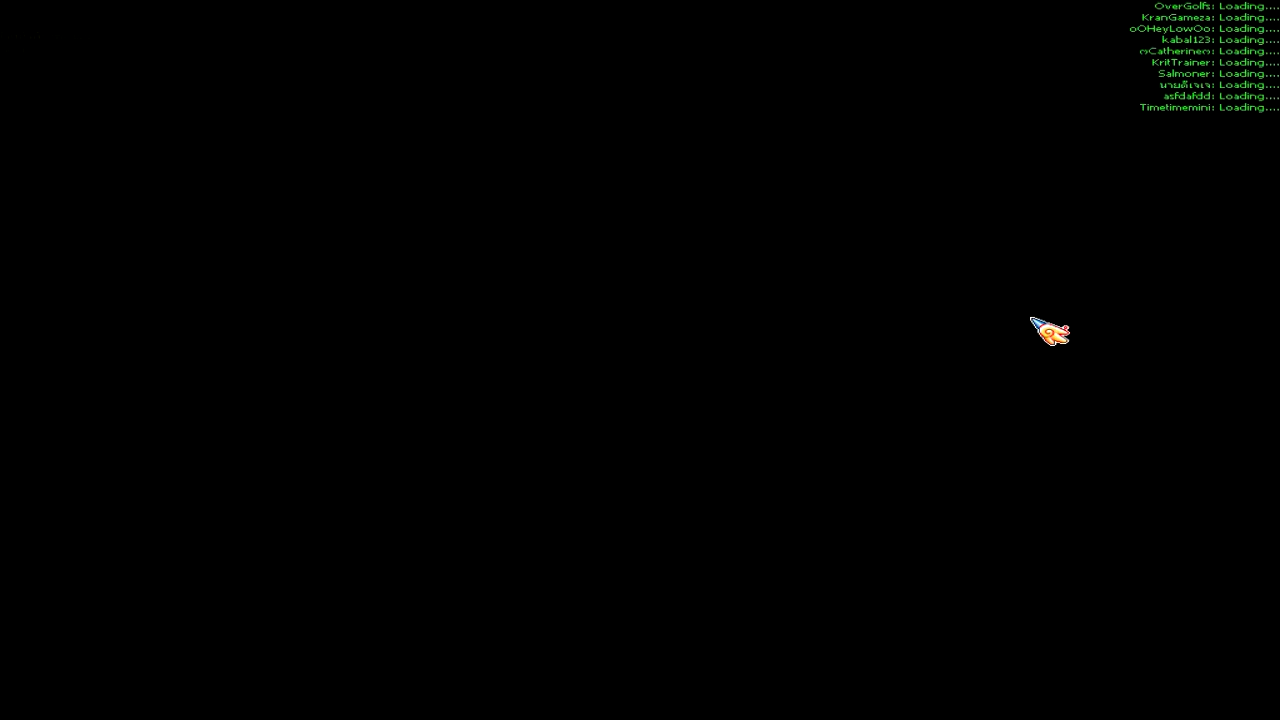 OverGolfs: Loading....
KranGameza: Loading....
oOHeyLowOo: Loading....
kabal123: Loading....
ღCatherineღ: Loading....
KritTrainer: Loading....
Salmoner: Loading....
นายดีเจเจ: Loading....
asfdafdd: Loading....
Timetimemini: Loading....